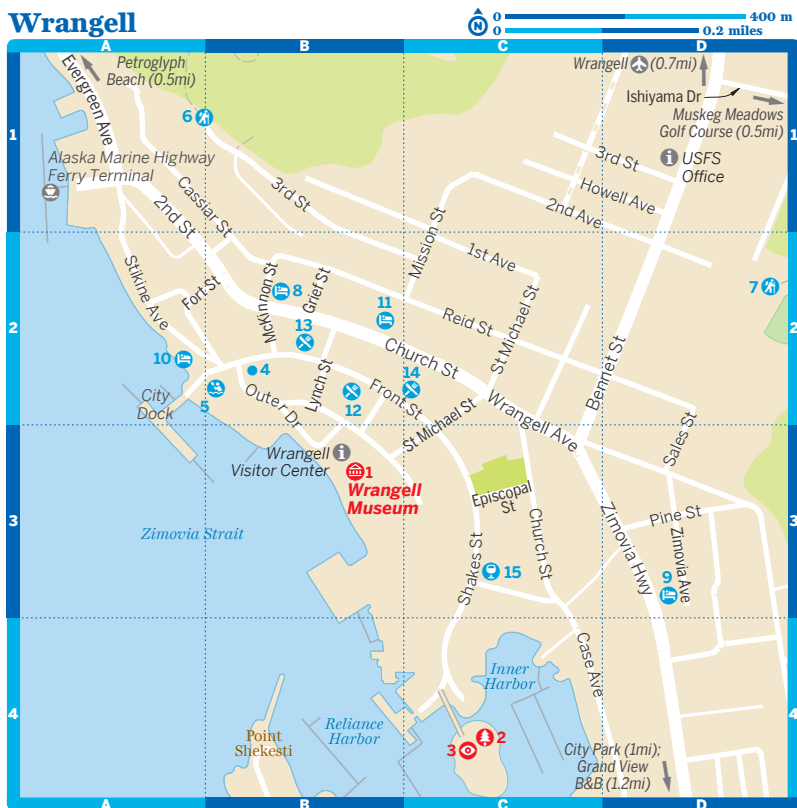 Wrangell
N
0 400 m
0 0.2 miles
A B C D
1
Evergreen Ave
Petroglyph
Beach (0.5mi)
6
Wrangell (0.7mi)
Ishiyama Dr
Muskeg Meadows
Golf Course (0.5mi)
i USFS
Office
Alaska Marine Highway
Ferry Terminal
Cassiar St
2nd St
3rd St
3rd St
Howell Ave
2nd Ave
Mission St
1st Ave
1
2
Stikine Ave
Fort St
McKinnon St
8
Grief St
13
11
Reid St
St Michael St
7
Bennet St
Church St
10
4
Lynch St
Front St
14
City
Dock
5
Outer Dr
12
St Michael St
Wrangell Ave
2
3
Wrangell
Visitor Center
i
1
Wrangell
Museum
Episcopal
St
Sales St
Zimovia Strait
Church St
Zimovia Hwy
Pine St
Zimovia Ave
Shakes St
15
9
3
4
Case Ave
Inner
Harbor
Reliance
Harbor
Point
Shekesti
3
2
City Park (1mi);
Grand View
B&B (1.2mi)
4
A B C D